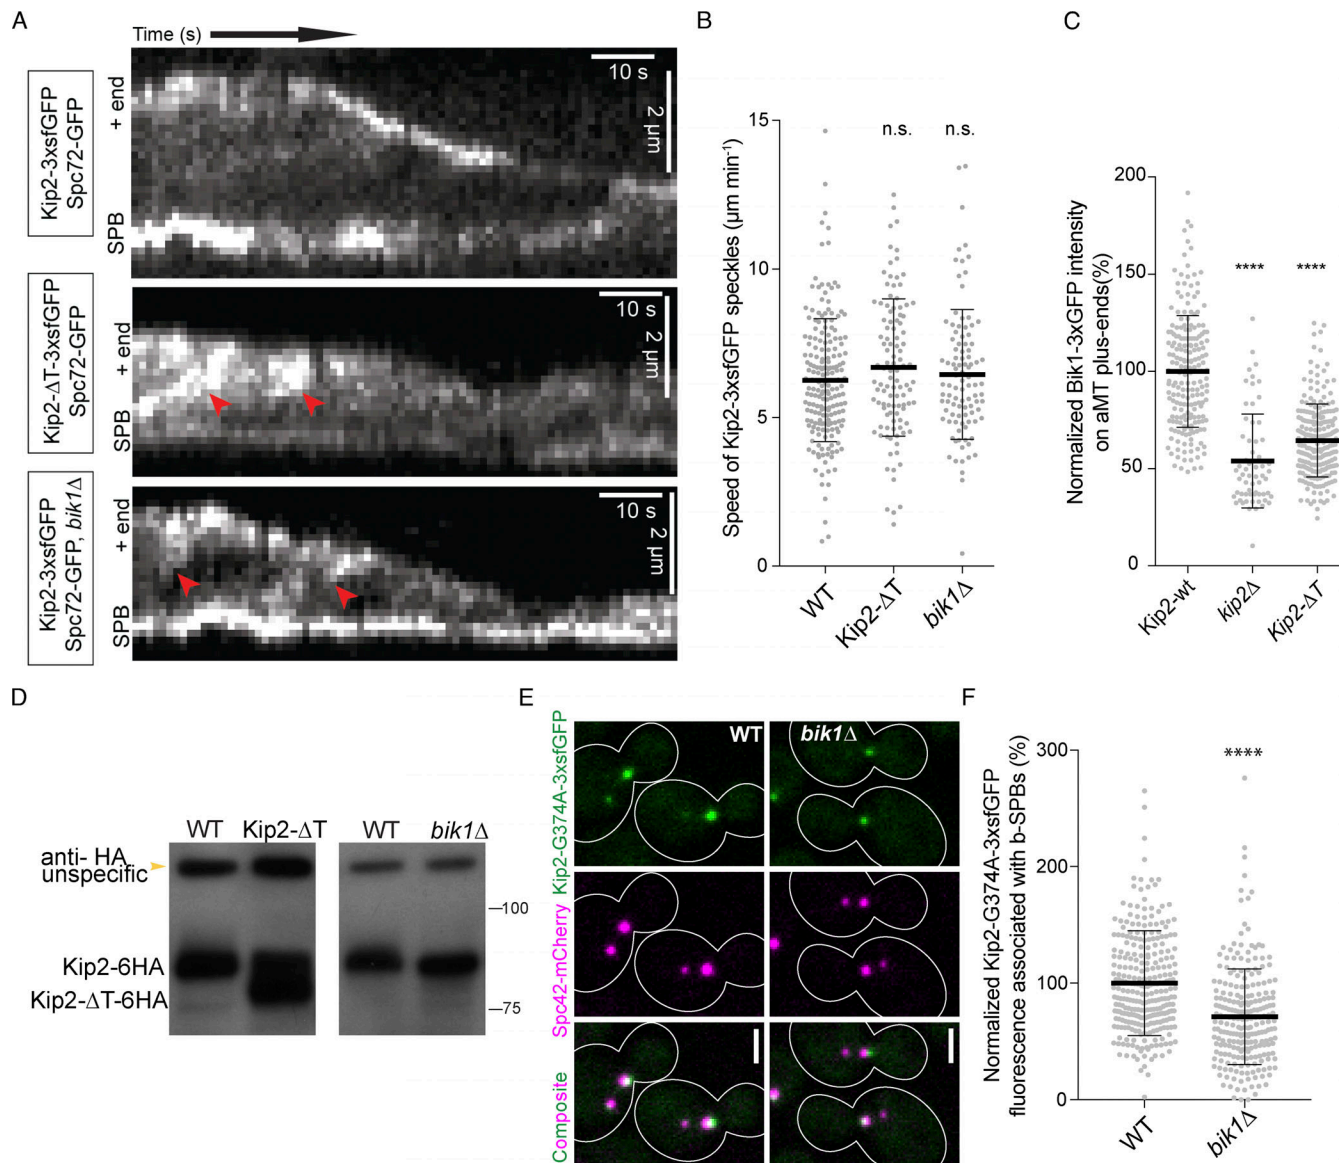 A
Time (s)
Kip2-3xsfGFP
Spc72-GFP
+ end
SPB
10 s
2 µm
Kip2-ΔT-3xsfGFP
Spc72-GFP
+ end
SPB
10 s
2 µm
Kip2-3xsfGFP
Spc72-GFP, bik1Δ
+ end
SPB
10 s
2 µm
B
Speed of Kip2-3xsfGFP speckles (µm min⁻¹)
15
10
5
0
n.s.
n.s.
WT
Kip2-ΔT
bik1Δ
C
Normalized Bik1-3xGFP intensity
on aMT plus-ends(%)
200
150
100
50
0
****
****
Kip2-wt
kip2Δ
Kip2-ΔT
D
WT
Kip2-ΔT
WT
bik1Δ
anti- HA
unspecific
100
Kip2-6HA
Kip2-ΔT-6HA
75
E
WT
bik1Δ
Kip2-G374A-3xsfGFP
Spc42-mCherry
Composite
F
Normalized Kip2-G374A-3xsfGFP
fluorescence associated with b-SPBs (%)
300
200
100
0
****
WT
bik1Δ